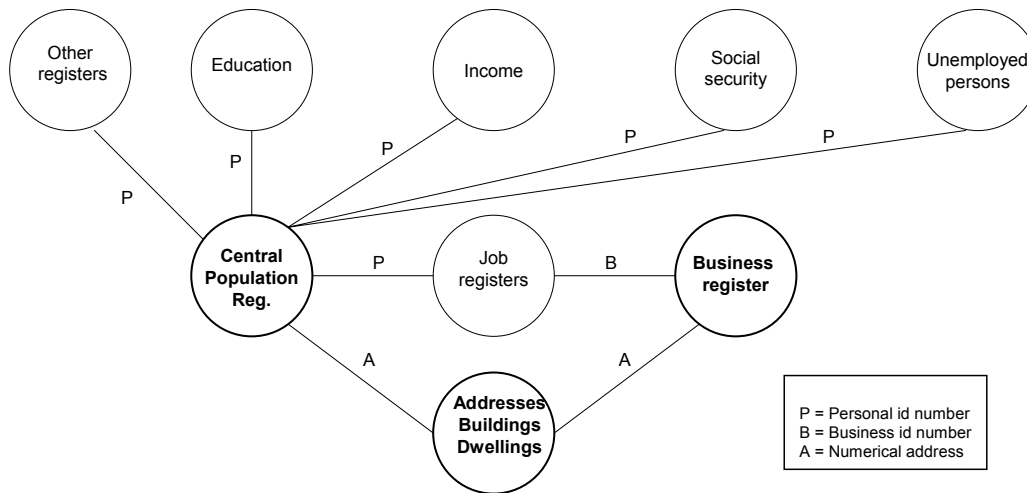 Other
registers
Education
Income
Social
security
Unemployed
persons
P
P
P
P
P
Central
Population
Reg.
P
Job
registers
B
Business
register
A
A
Addresses
Buildings
Dwellings
P = Personal id number
B = Business id number
A = Numerical address